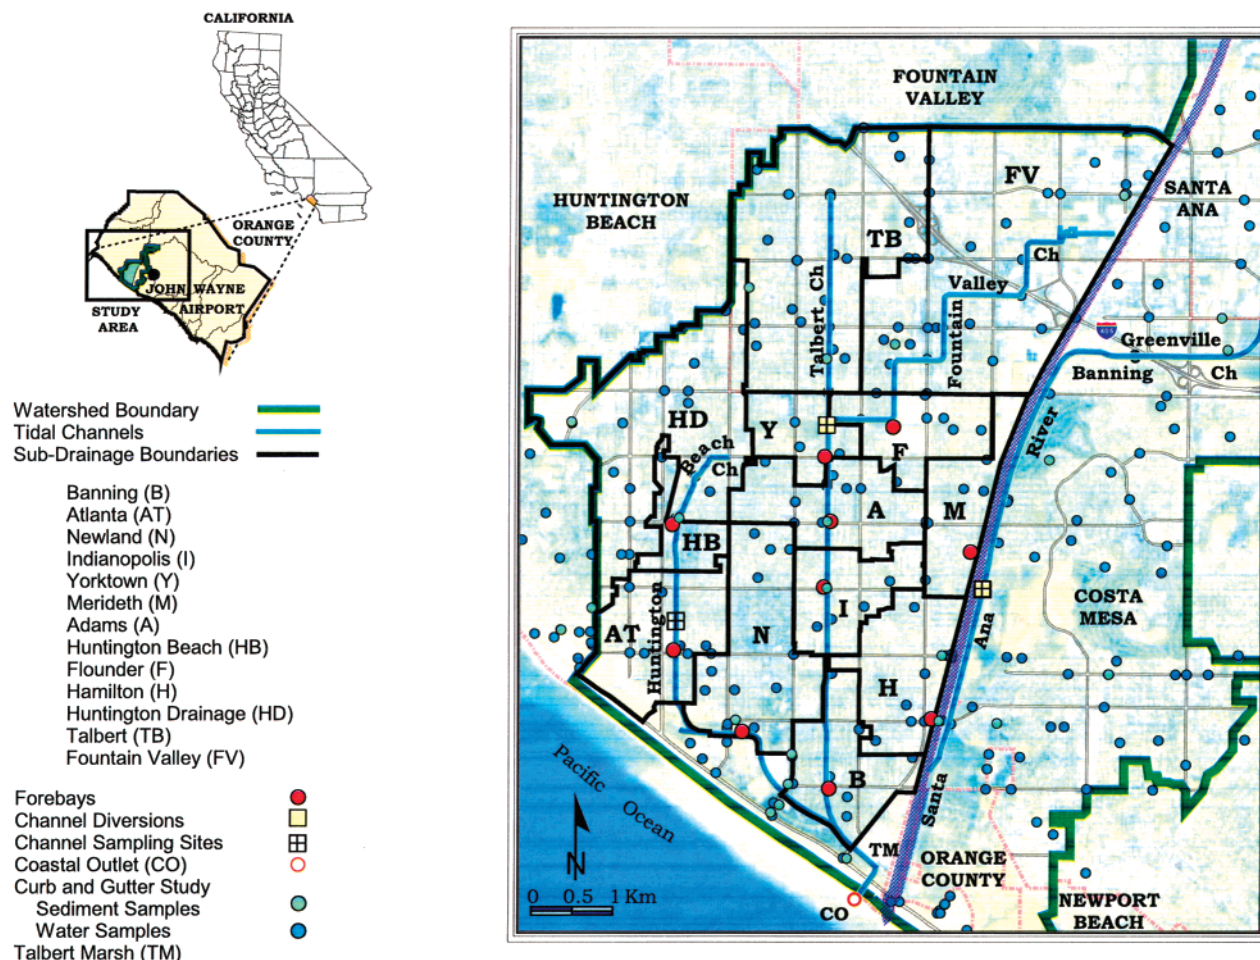 CALIFORNIA
ORANGE
COUNTY
JOHN WAYNE
AIRPORT
STUDY
AREA
Watershed Boundary
Tidal Channels
Sub-Drainage Boundaries
Banning (B)
Atlanta (AT)
Newland (N)
Indianopolis (I)
Yorktown (Y)
Merideth (M)
Adams (A)
Huntington Beach (HB)
Flounder (F)
Hamilton (H)
Huntington Drainage (HD)
Talbert (TB)
Fountain Valley (FV)
Forebays
Channel Diversions
Channel Sampling Sites
Coastal Outlet (CO)
Curb and Gutter Study
Sediment Samples
Water Samples
Talbert Marsh (TM)
FOUNTAIN
VALLEY
HUNTINGTON
BEACH
FV
SANTA
ANA
TB
Talbert Ch
Fountain
Valley
Ch
405
Greenville
Banning
Ch
HD
Y
F
Beach
Ch
River
A
M
HB
COSTA
MESA
I
N
AT
Huntington
Ana
H
B
Santa
Pacific
Ocean
N
TM
ORANGE
COUNTY
0 0.5 1 Km
CO
NEWPORT
BEACH